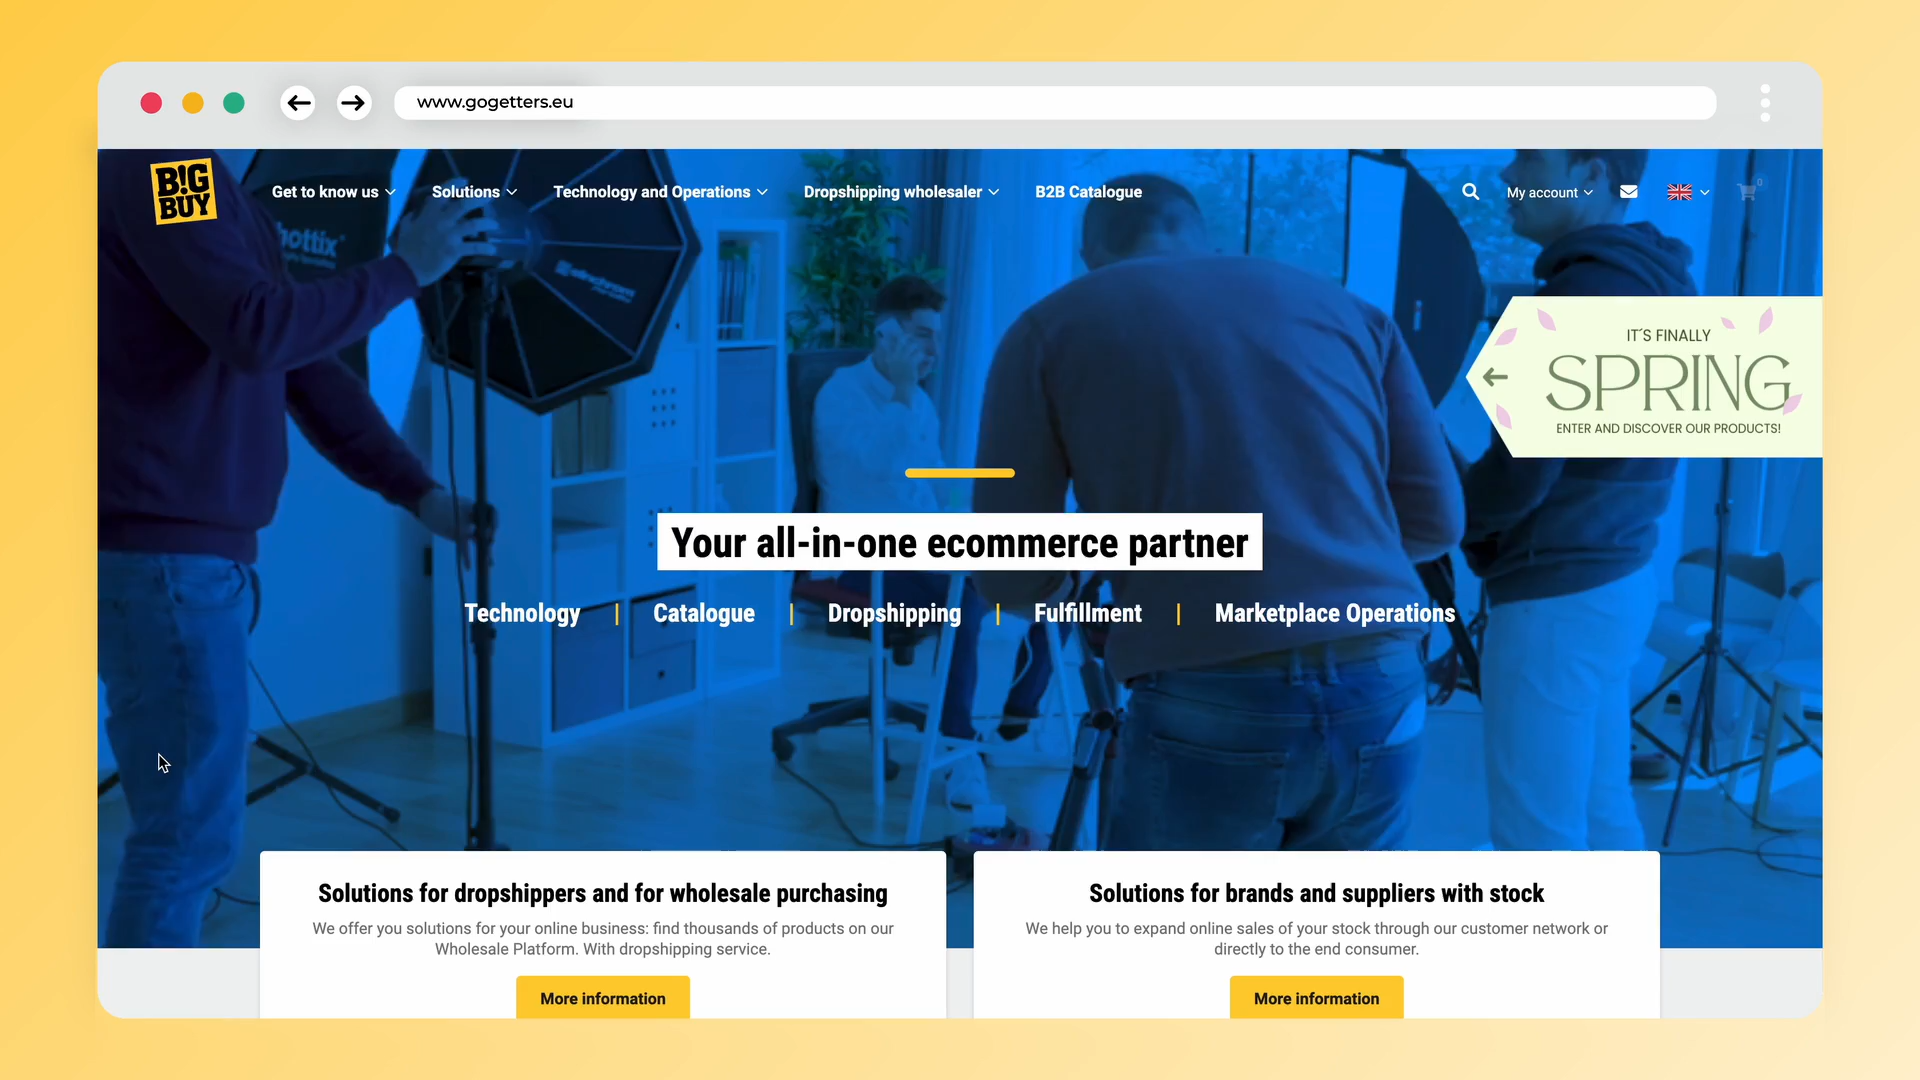 www.gogetters.eu
B!G
BUY
Get to know us
Solutions
Technology and Operations
Dropshipping wholesaler
B2B Catalogue
My account
0
hottix
IT´S FINALLY
SPRING
ENTER AND DISCOVER OUR PRODUCTS!
Your all-in-one ecommerce partner
Technology | Catalogue | Dropshipping | Fulfillment | Marketplace Operations
Solutions for dropshippers and for wholesale purchasing
We offer you solutions for your online business: find thousands of products on our
Wholesale Platform. With dropshipping service.
More information
Solutions for brands and suppliers with stock
We help you to expand online sales of your stock through our customer network or
directly to the end consumer.
More information